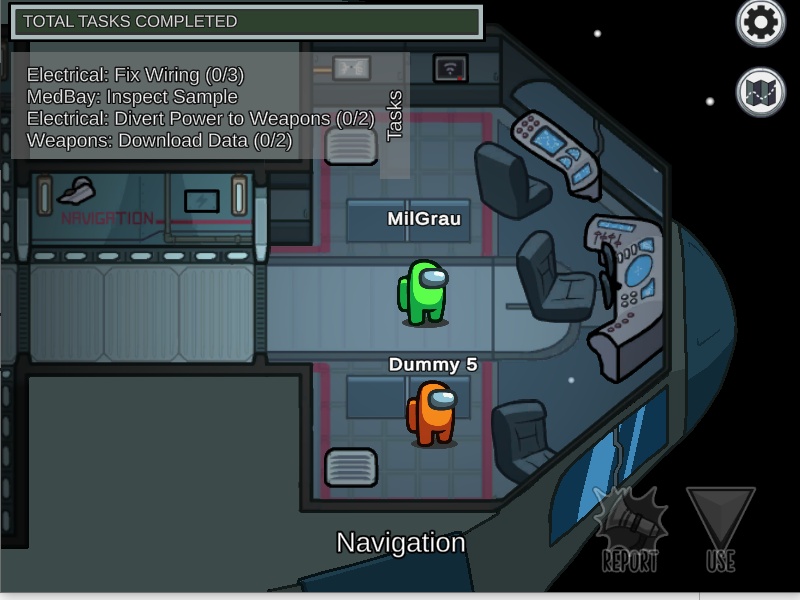 TOTAL TASKS COMPLETED
Electrical: Fix Wiring (0/3)
MedBay: Inspect Sample
Electrical: Divert Power to Weapons (0/2)
Weapons: Download Data (0/2)
Tasks
NAVIGATION
MilGrau
Dummy 5
Navigation
REPORT
USE